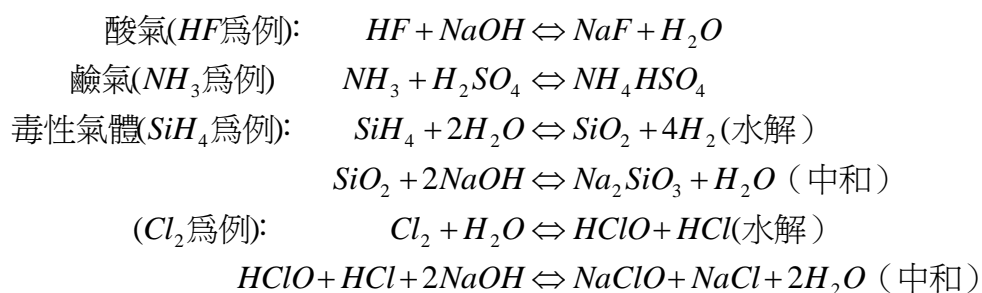 酸氣(HF爲例): HF + NaOH ⇔ NaF + H₂O
鹼氣(NH₃爲例) NH₃ + H₂SO₄ ⇔ NH₄HSO₄
毒性氣體(SiH₄爲例): SiH₄ + 2H₂O ⇔ SiO₂ + 4H₂(水解）
SiO₂ + 2NaOH ⇔ Na₂SiO₃ + H₂O（中和）
(Cl₂爲例): Cl₂ + H₂O ⇔ HClO + HCl(水解）
HClO + HCl + 2NaOH ⇔ NaClO + NaCl + 2H₂O（中和）